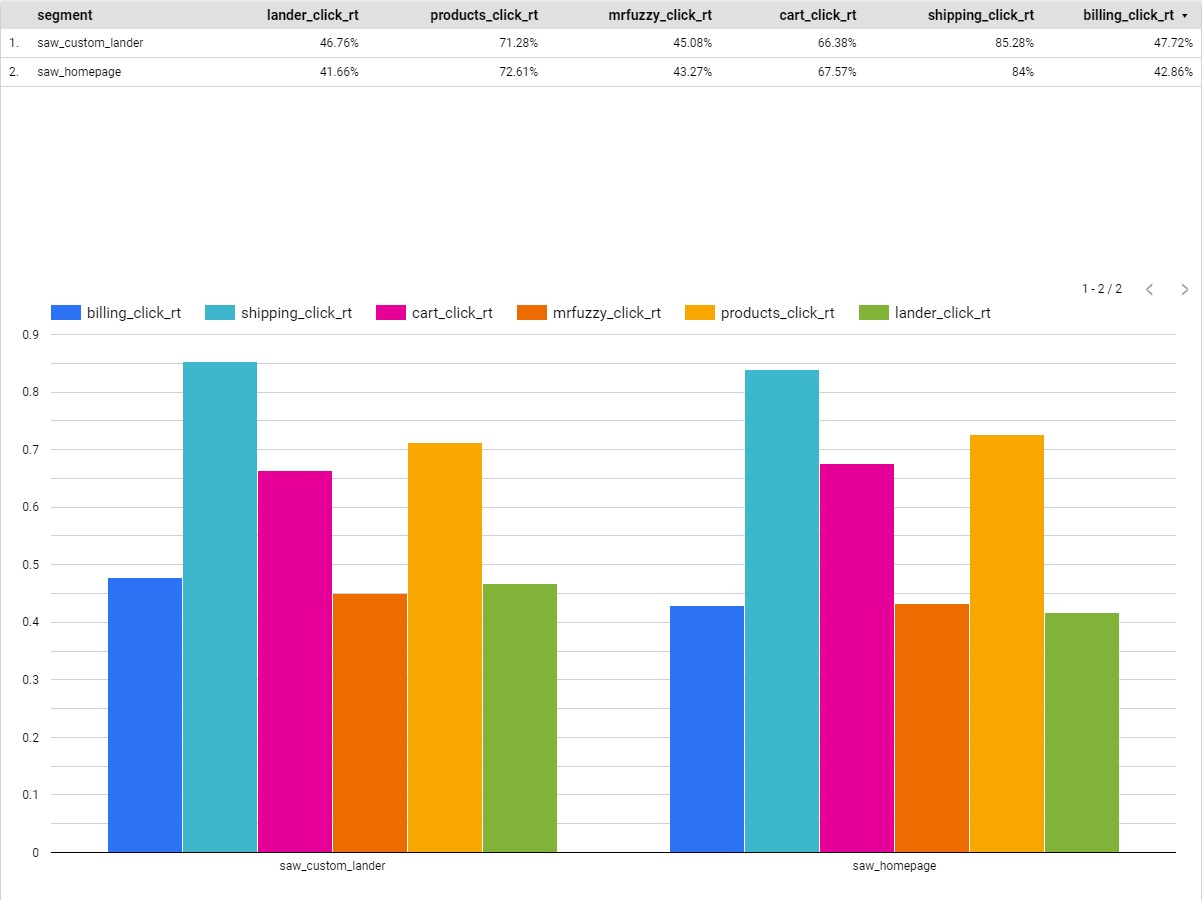 segment lander_click_rt products_click_rt mrfuzzy_click_rt cart_click_rt shipping_click_rt billing_click_rt
1. saw_custom_lander 46.76% 71.28% 45.08% 66.38% 85.28% 47.72%
2. saw_homepage 41.66% 72.61% 43.27% 67.57% 84% 42.86%
1 - 2 / 2
billing_click_rt shipping_click_rt cart_click_rt mrfuzzy_click_rt products_click_rt lander_click_rt
0.9
0.8
0.7
0.6
0.5
0.4
0.3
0.2
0.1
0
saw_custom_lander saw_homepage